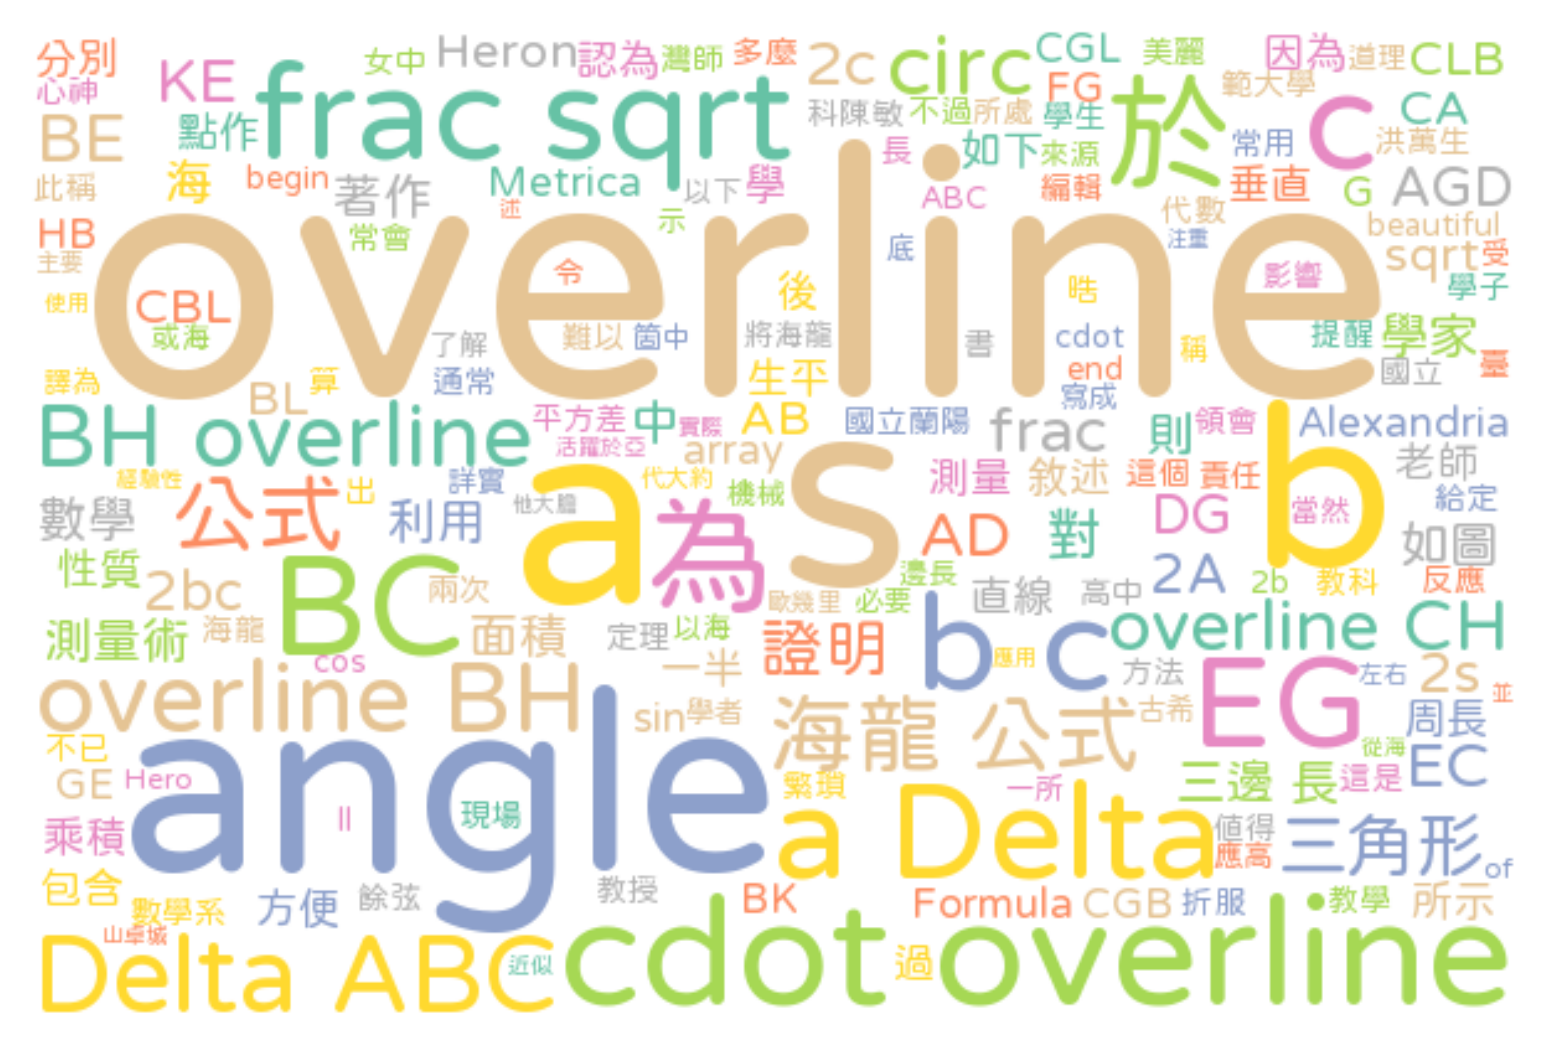 分別 女中 Heron 認為 灣師 多麼 2c circ CGL 美麗 因為 道理 CLB
心神 KE frac sqrt 科陳敏 不過 所處 FG 學生 於 範大學 C CA
BE 點作 如下 來源 常用 洪萬生
此稱 海 begin 著作 Metrica 以下 學 長 ABC 編輯 垂直 G AGD
HB 常會 述 示 底 代數 注重 beautiful
主要 overline 令 後 晧 影響 sqrt 受
使用 CBL 學子
或海 了解 難以 箇中 將海龍 書 cdot 稱 提醒 學家
譯為 BL 算 通常 生平 end 寫成 國立 臺
BH overline 平方差 中 實際 AB 國立蘭陽 frac 則 領會 b Alexandria
活躍於亞 array
經驗性 詳實 a 代大約 s 測量 敘述 這個 責任 老師
數學 公式 出 利用 他大膽 為 機械 AD 對 DG 當然 給定
性質 2bc BC 兩次 邊長 直線 高中 2A 2b 教科 如圖 反應
歐幾里 必要
測量術 海龍 面積 定理 以海 證明 b c overline CH
cos 一半 應用 方法 EG 左右 2s 並
overline BH sin 學者 海龍 公式 古希 周長
不已 angle 從海 EC
GE Hero 繁瑣 一所 三邊 長 這是
乘積 II 現場 a Delta 值得 應高 三角形 of
包含 數學系 方便 餘弦 教授 BK Formula CGB 折服 教學 所示
山卓城
Delta ABC 近似 cdot 過 overline